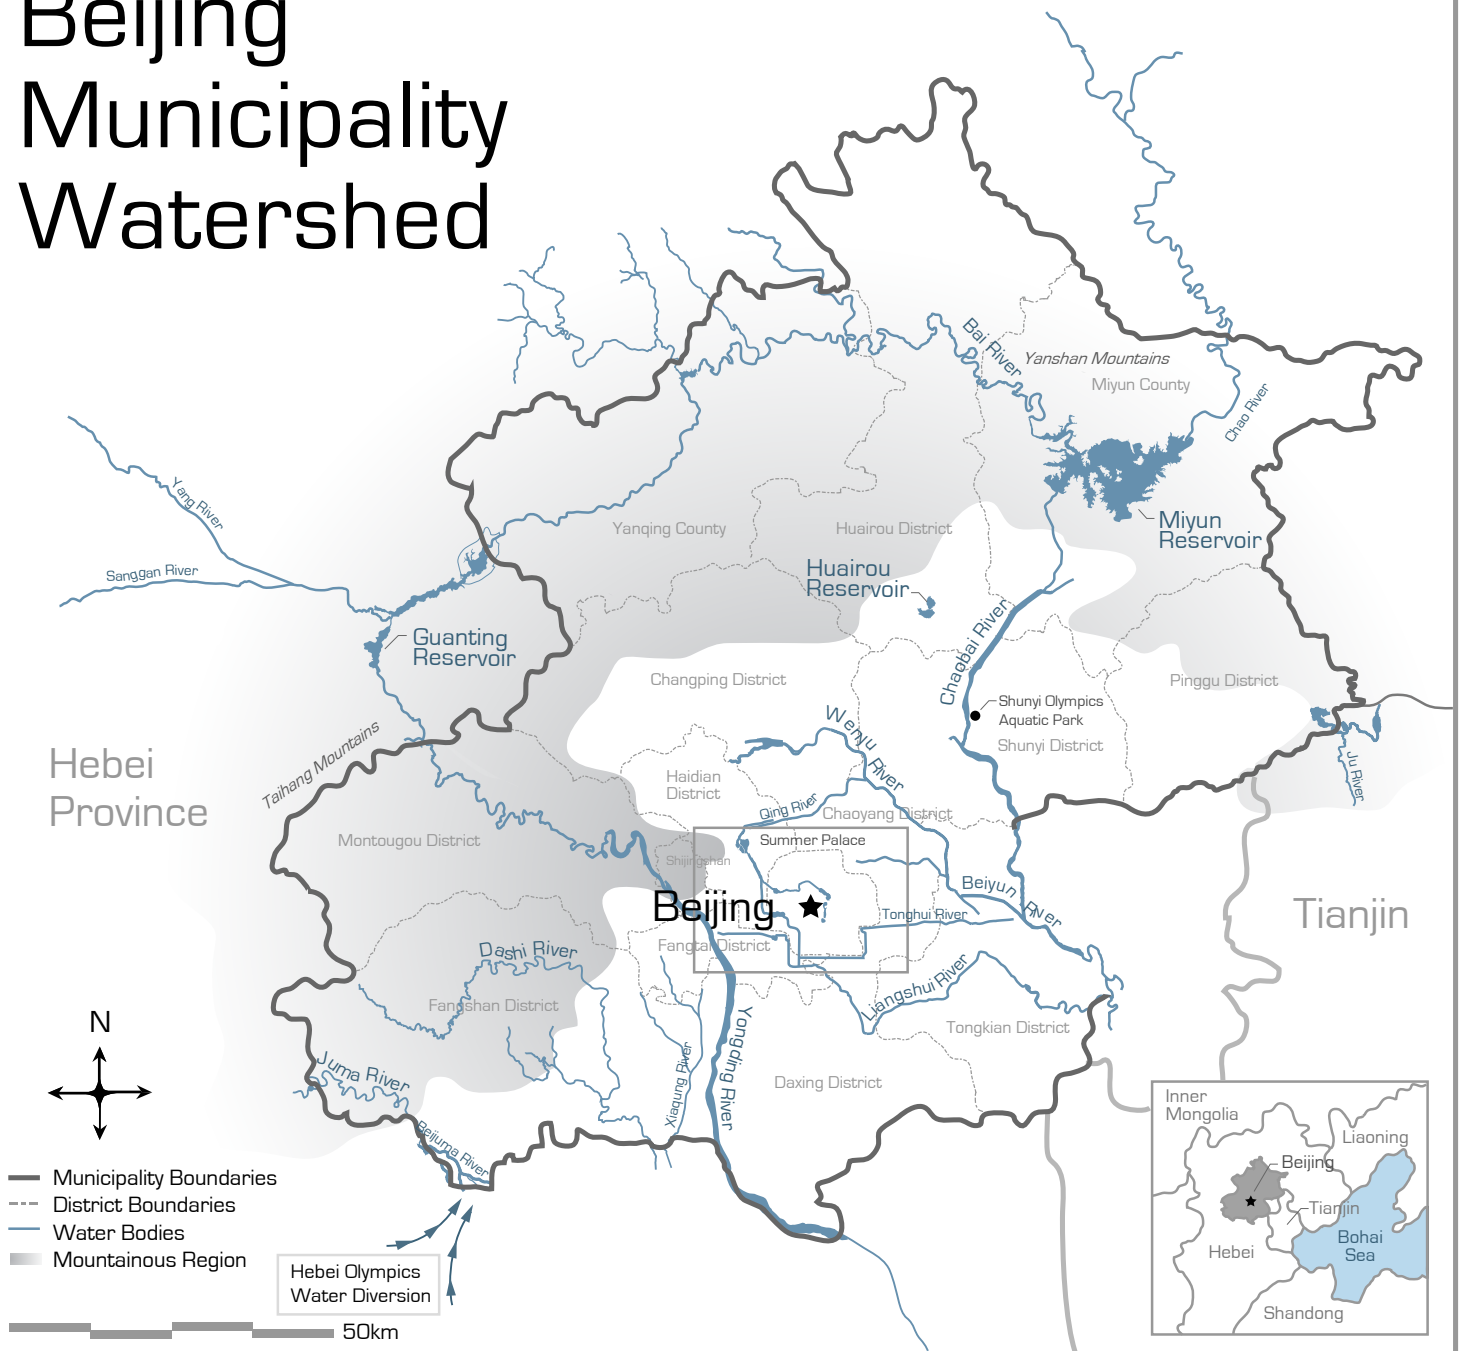 Beijing
Municipality
Watershed
Bai River
Yanshan Mountains
Miyun County
Chao River
Yang River
Sanggan River
Yanqing County
Huairou District
Miyun
Reservoir
Huairou
Reservoir
Guanting
Reservoir
Chaobai River
Changping District
Pinggu District
Shunyi Olympics
Aquatic Park
Shunyi District
Wenyu River
Taihang Mountains
Hebei
Province
Haidian
District
Ju River
Qing River
Chaoyang District
Montougou District
Summer Palace
Shijingshan
Beijing
Beiyun River
Tonghui River
Tianjin
Fangtai District
Dashi River
Liangshui River
Fangshan District
Tongkian District
Yongding River
Xiaqung River
Daxing District
Juma River
Beijuma River
N
Municipality Boundaries
District Boundaries
Water Bodies
Mountainous Region
Hebei Olympics
Water Diversion
50km
Inner
Mongolia
Liaoning
Beijing
Tianjin
Hebei
Bohai
Sea
Shandong